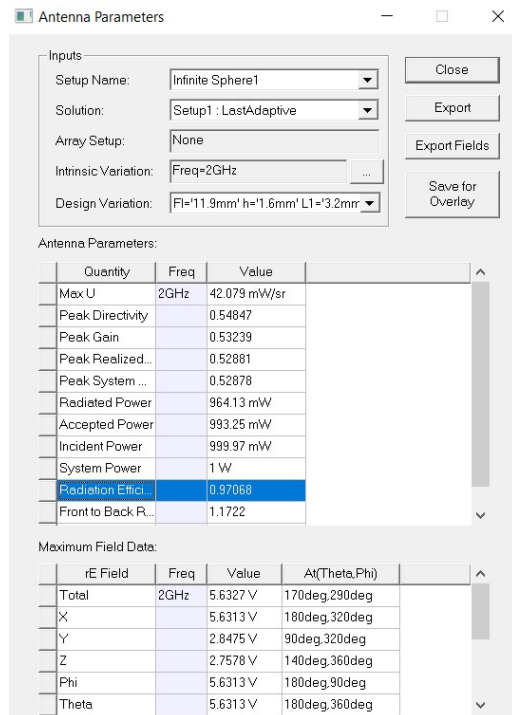 Antenna Parameters
Inputs
Setup Name: Infinite Sphere1
Close
Solution: Setup1 : LastAdaptive
Export
Array Setup: None
Export Fields
Intrinsic Variation: Freq=2GHz ...
Save for
Overlay
Design Variation: Fl='11.9mm' h='1.6mm' L1='3.2mm
Antenna Parameters:
Quantity Freq Value
Max U 2GHz 42.079 mW/sr
Peak Directivity 0.54847
Peak Gain 0.53239
Peak Realized... 0.52881
Peak System ... 0.52878
Radiated Power 964.13 mW
Accepted Power 993.25 mW
Incident Power 999.97 mW
System Power 1 W
Radiation Effici... 0.97068
Front to Back R... 1.1722
Maximum Field Data:
rE Field Freq Value At(Theta,Phi)
Total 2GHz 5.6327 V 170deg,290deg
X 5.6313 V 180deg,320deg
Y 2.8475 V 90deg,320deg
Z 2.7578 V 140deg,360deg
Phi 5.6313 V 180deg,90deg
Theta 5.6313 V 180deg,360deg